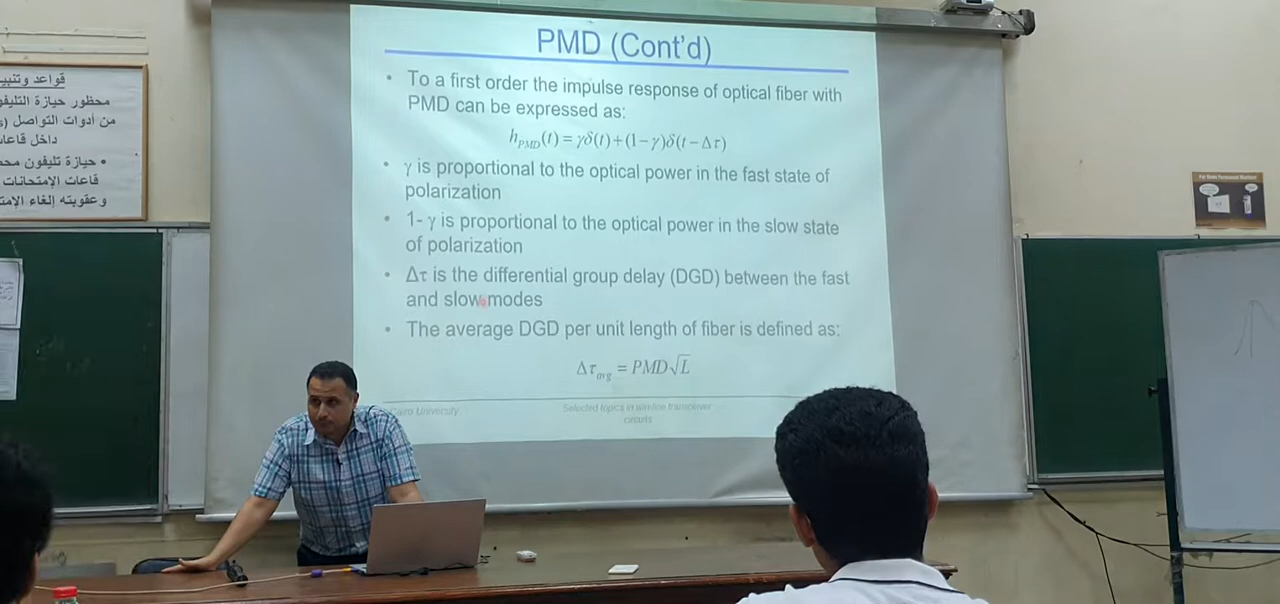 PMD (Cont'd)
• To a first order the impulse response of optical fiber with
PMD can be expressed as:
h_PMD(t) = γδ(t)+(1−γ)δ(t−Δτ)
• γ is proportional to the optical power in the fast state of
polarization
• 1- γ is proportional to the optical power in the slow state
of polarization
• Δτ is the differential group delay (DGD) between the fast
and slow modes
• The average DGD per unit length of fiber is defined as:
Δτ_avg = PMD√L
Cairo University
Selected topics in wireline transceiver
circuits
قواعد وتنبي
محظور حيازة التليفو
من أدوات التواصل
داخل قاعات
• حيازة تليفون مح
قاعات الإمتحانات
وعقوبته إلغاء الإمت